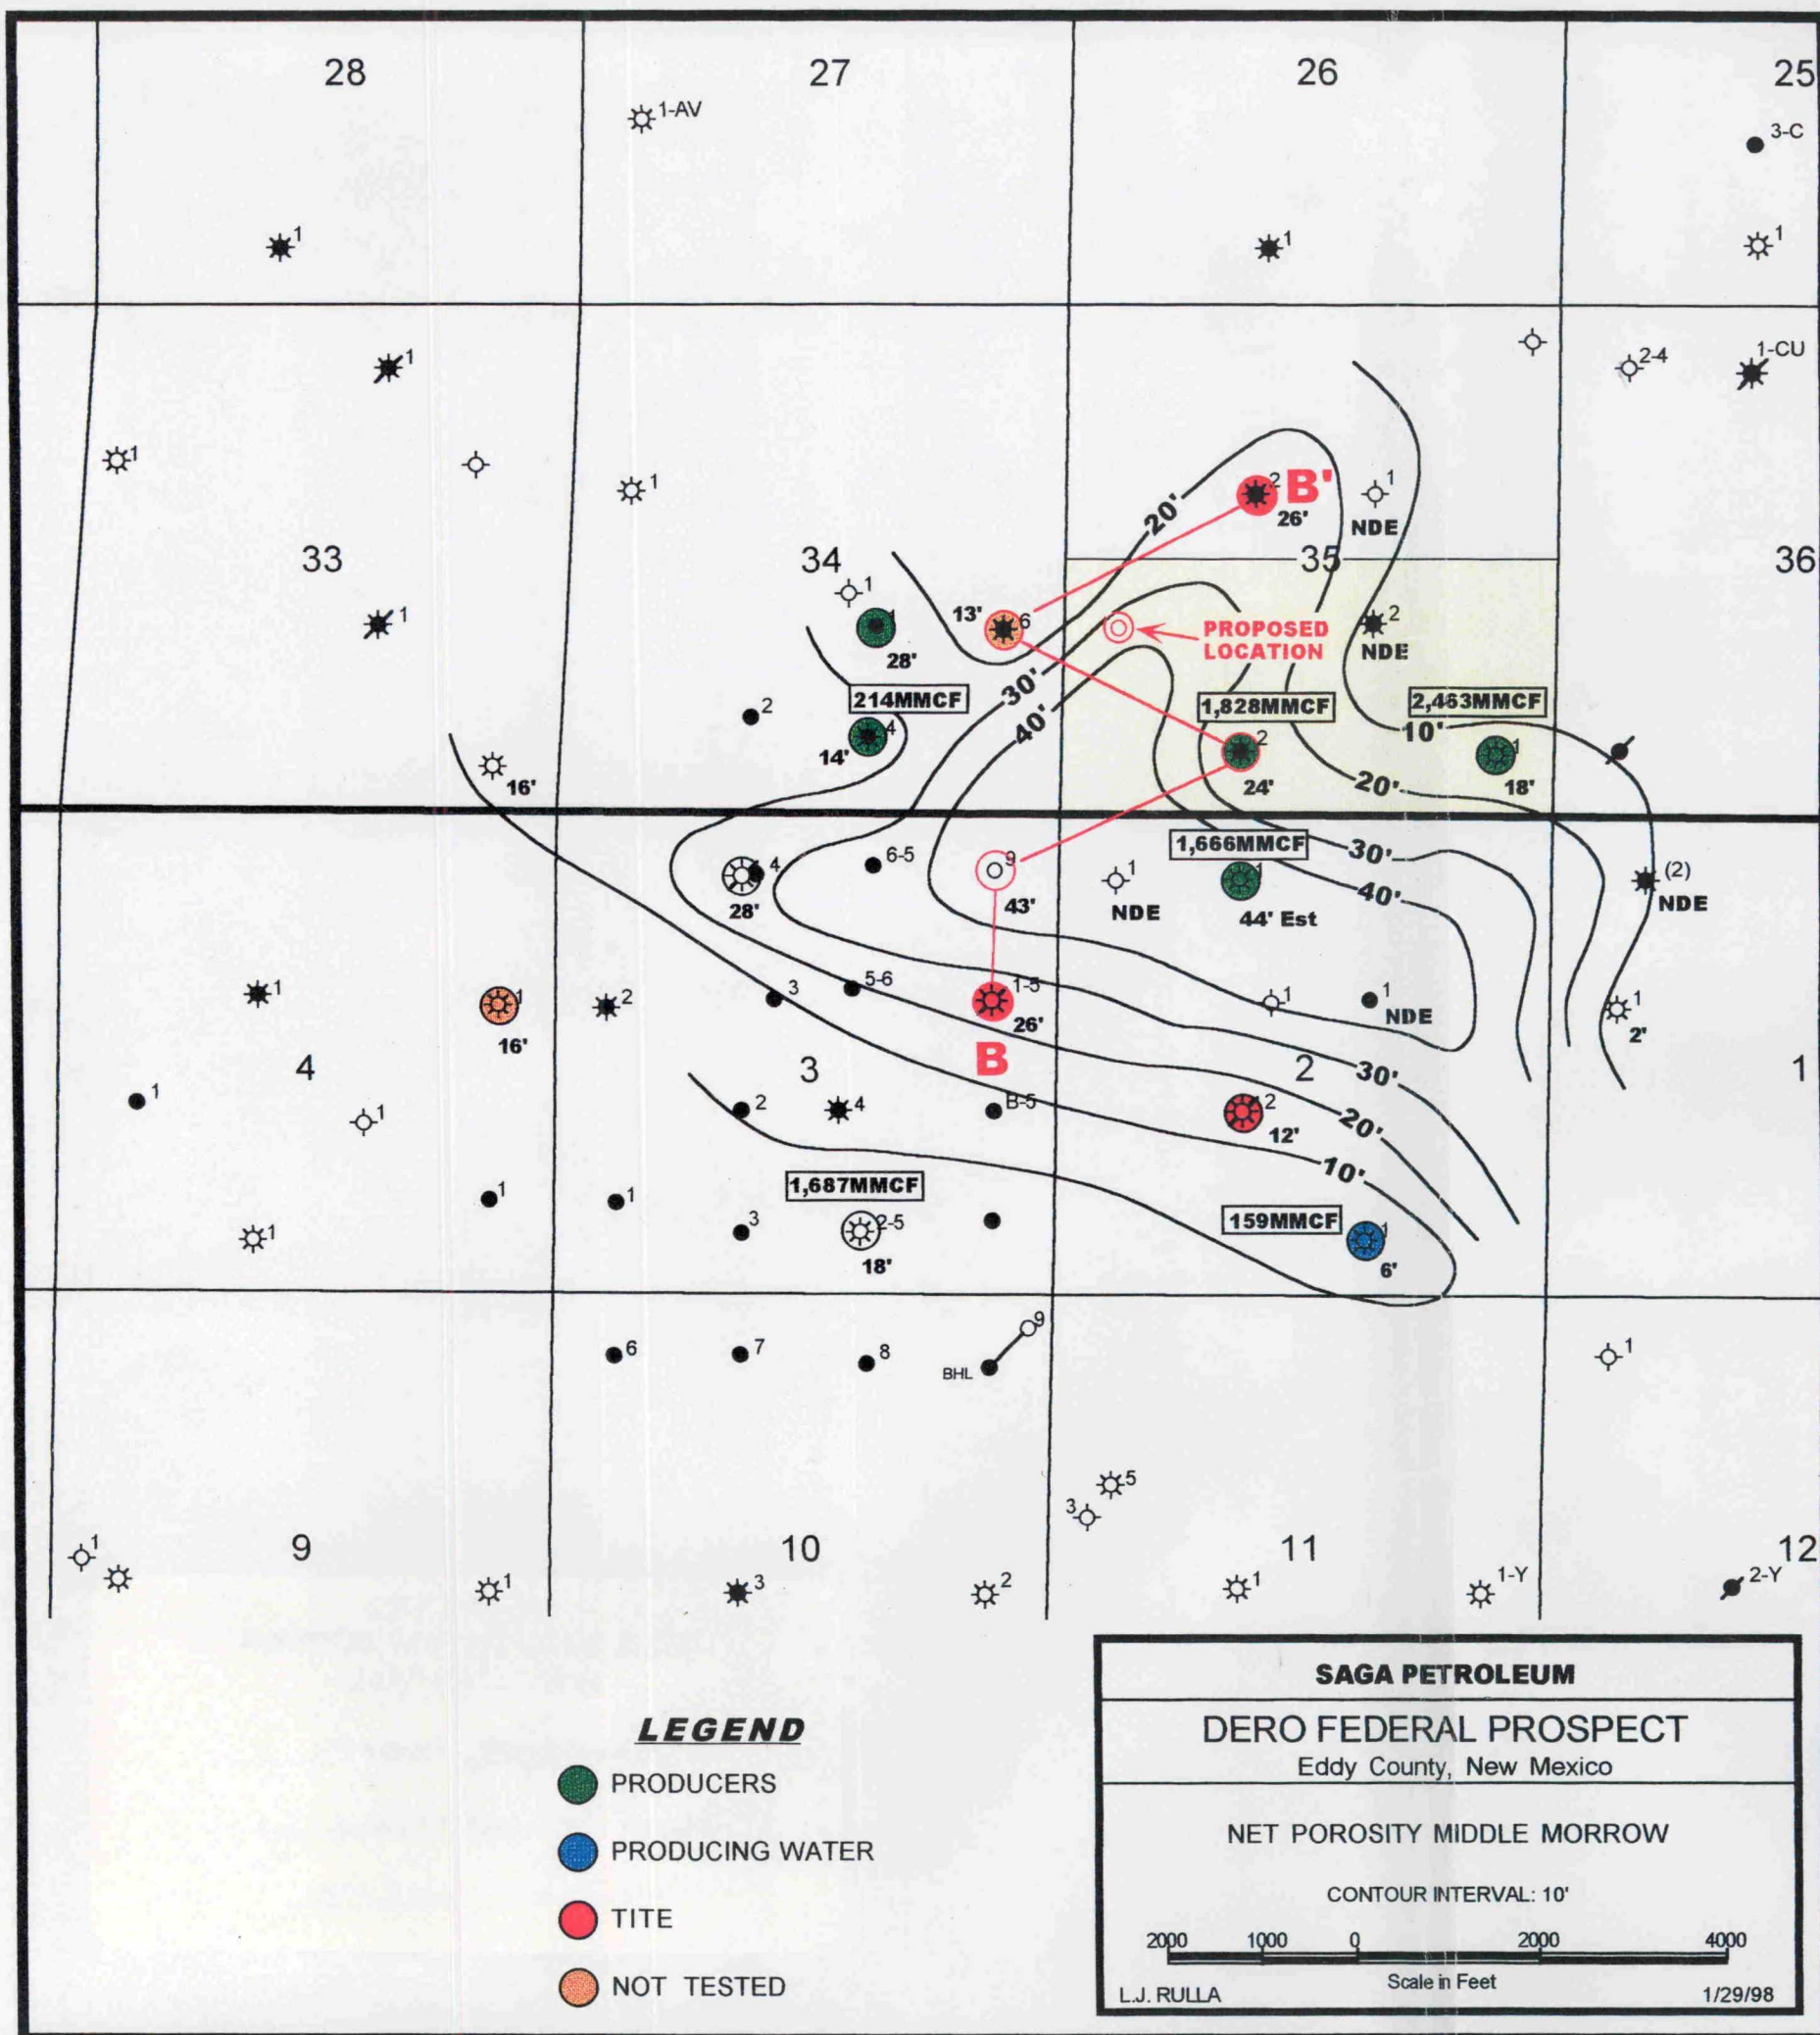 28
27
26
25
1-AV
3-C
1
1
1
1
2-4
1-CU
1
1
2
B'
1
20'
26'
NDE
33
34
35
36
1
1
1
13'
6
PROPOSED
LOCATION
2
NDE
28'
30'
214MMCF
1,828MMCF
2,463MMCF
2
4
40'
10'
2
1
14'
16'
24'
20'
18'
1,666MMCF
30'
4
6-5
9
1
1
(2)
28'
43'
NDE
44' Est
40'
NDE
1
1
2
3
5-6
1-5
1
1
1
16'
26'
NDE
2'
B
4
3
2
30'
1
1
1
2
4
B-5
2
20'
12'
10'
1,687MMCF
159MMCF
1
1
1
3
2-5
1
18'
6'
6
7
8
9
BHL
1
5
3
9
10
11
12
1
1
3
2
1
1-Y
2-Y
LEGEND
PRODUCERS
PRODUCING WATER
TITE
NOT TESTED
SAGA PETROLEUM
DERO FEDERAL PROSPECT
Eddy County, New Mexico
NET POROSITY MIDDLE MORROW
CONTOUR INTERVAL: 10'
2000 1000 0 2000 4000
Scale in Feet
L.J. RULLA
1/29/98